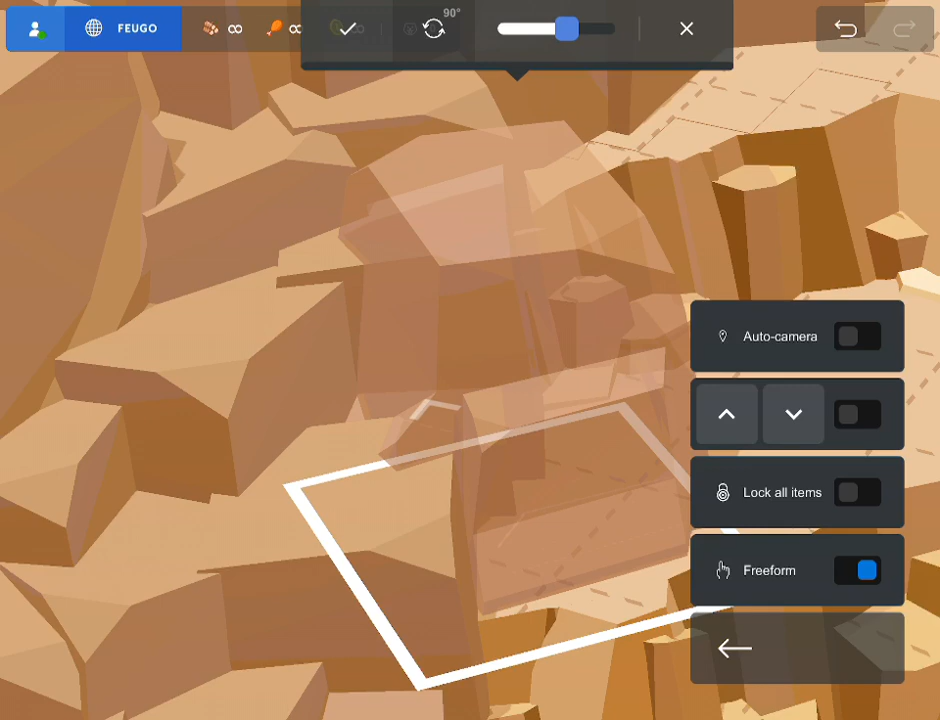 FEUGO
∞
∞
∞
90°
Auto-camera
Lock all items
Freeform